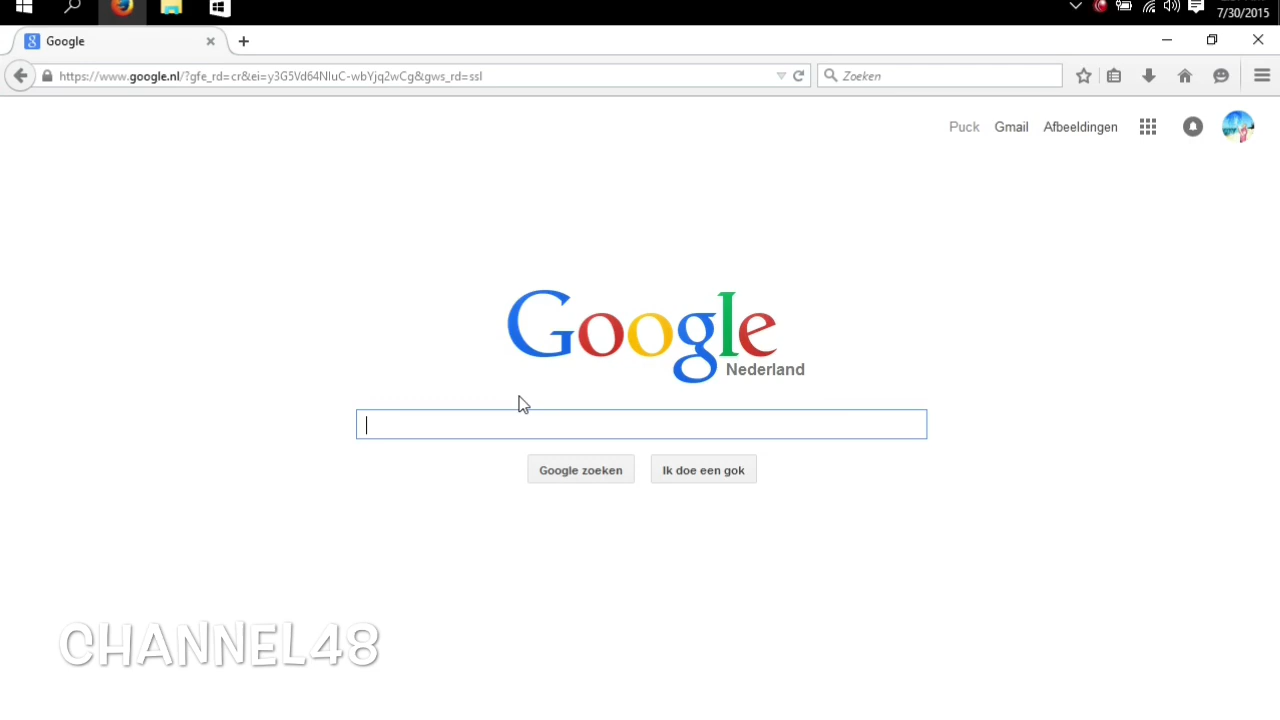 7/30/2015
Google
https://www.google.nl/?gfe_rd=cr&ei=y3G5Vd64NIuC-wbYjq2wCg&gws_rd=ssl
Zoeken
Puck Gmail Afbeeldingen
Google
Nederland
Google zoeken Ik doe een gok
CHANNEL48